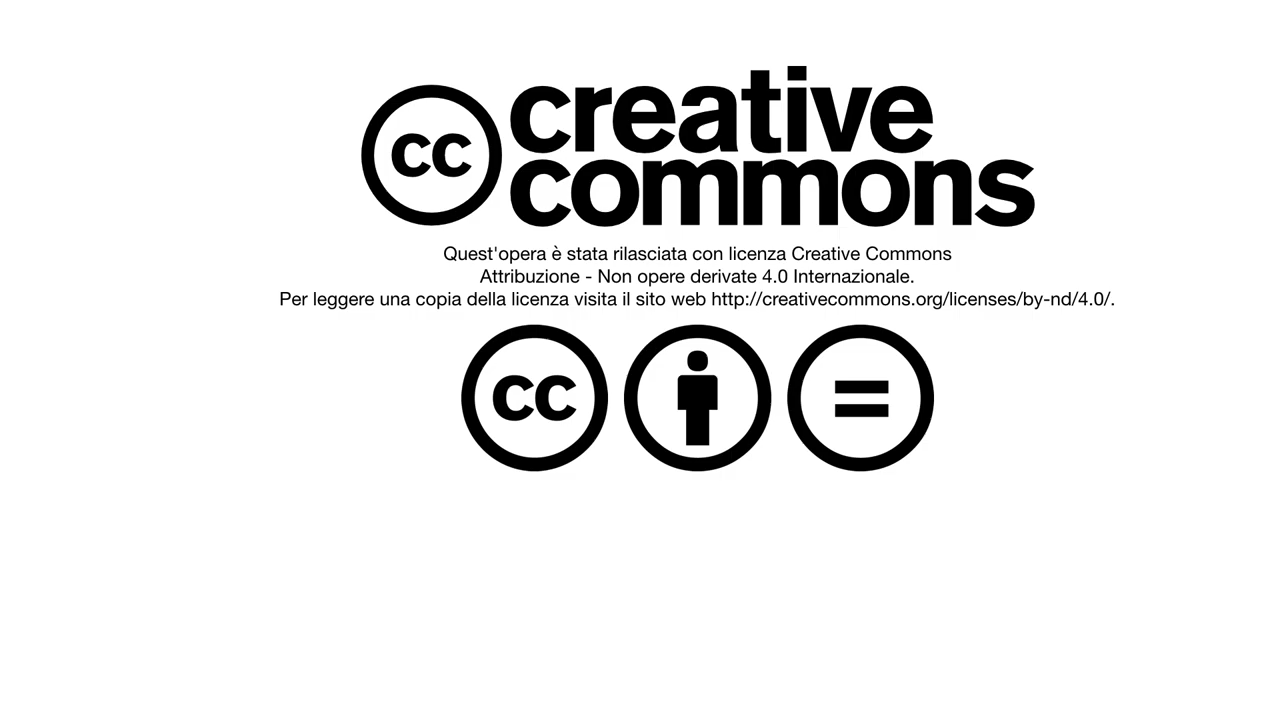 cc creative
commons
Quest'opera è stata rilasciata con licenza Creative Commons
Attribuzione - Non opere derivate 4.0 Internazionale.
Per leggere una copia della licenza visita il sito web http://creativecommons.org/licenses/by-nd/4.0/.
cc =